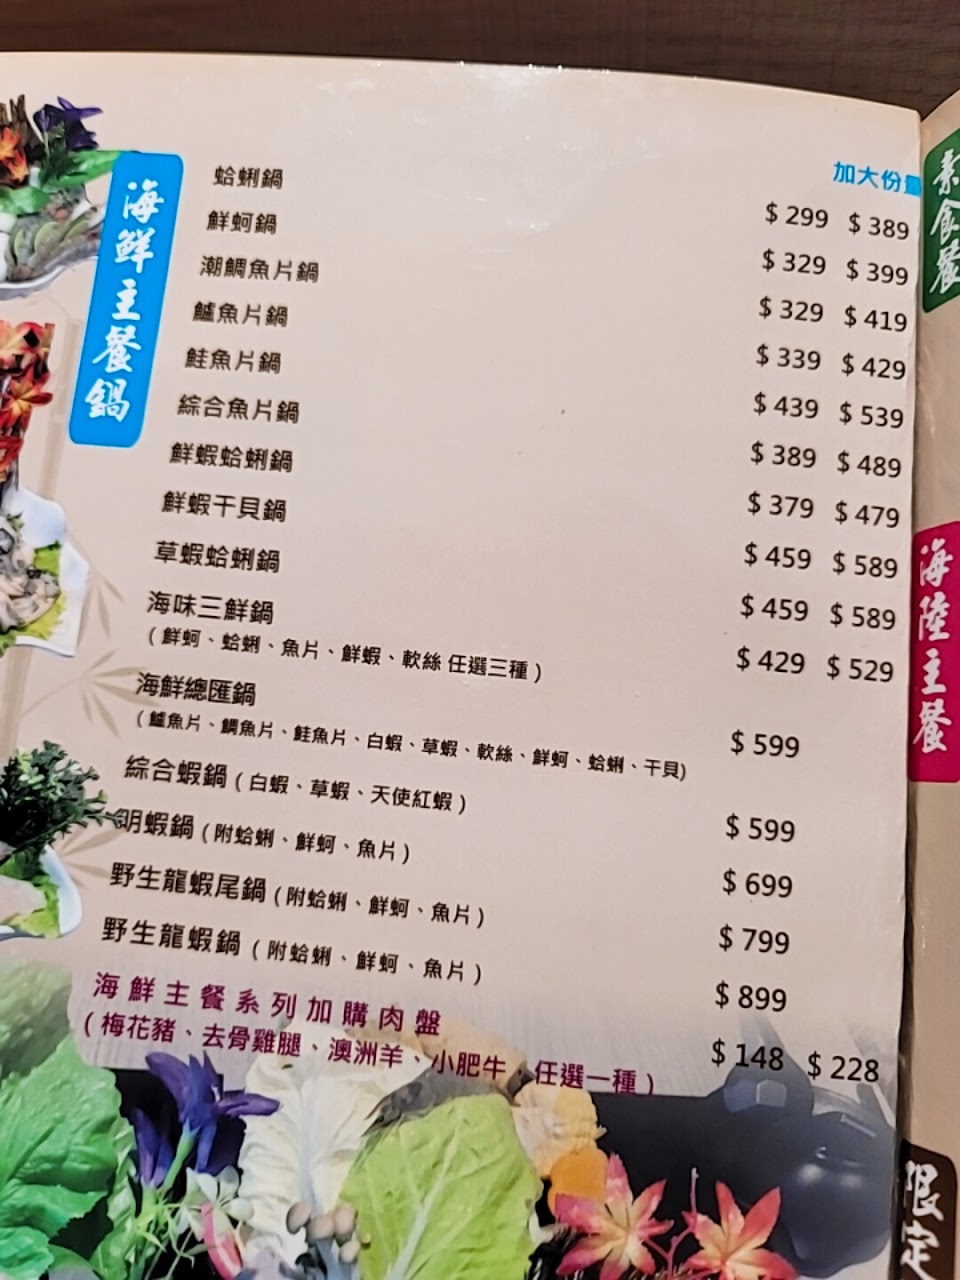 海鮮主餐鍋
加大份量
蛤蜊鍋 $299 $389
鮮蚵鍋 $329 $399
潮鯛魚片鍋 $329 $419
鱸魚片鍋 $339 $429
鮭魚片鍋 $439 $539
綜合魚片鍋 $389 $489
鮮蝦蛤蜊鍋 $379 $479
鮮蝦干貝鍋 $459 $589
草蝦蛤蜊鍋 $459 $589
海味三鮮鍋 $429 $529
(鮮蚵、蛤蜊、魚片、鮮蝦、軟絲 任選三種)
海鮮總匯鍋 $599
(鱸魚片、鯛魚片、鮭魚片、白蝦、草蝦、軟絲、鮮蚵、蛤蜊、干貝)
綜合蝦鍋(白蝦、草蝦、天使紅蝦) $599
明蝦鍋(附蛤蜊、鮮蚵、魚片) $699
野生龍蝦尾鍋(附蛤蜊、鮮蚵、魚片) $799
野生龍蝦鍋(附蛤蜊、鮮蚵、魚片) $899
海鮮主餐系列加購肉盤 $148 $228
(梅花豬、去骨雞腿、澳洲羊、小肥牛,任選一種)
素食餐
海陸主餐
限定